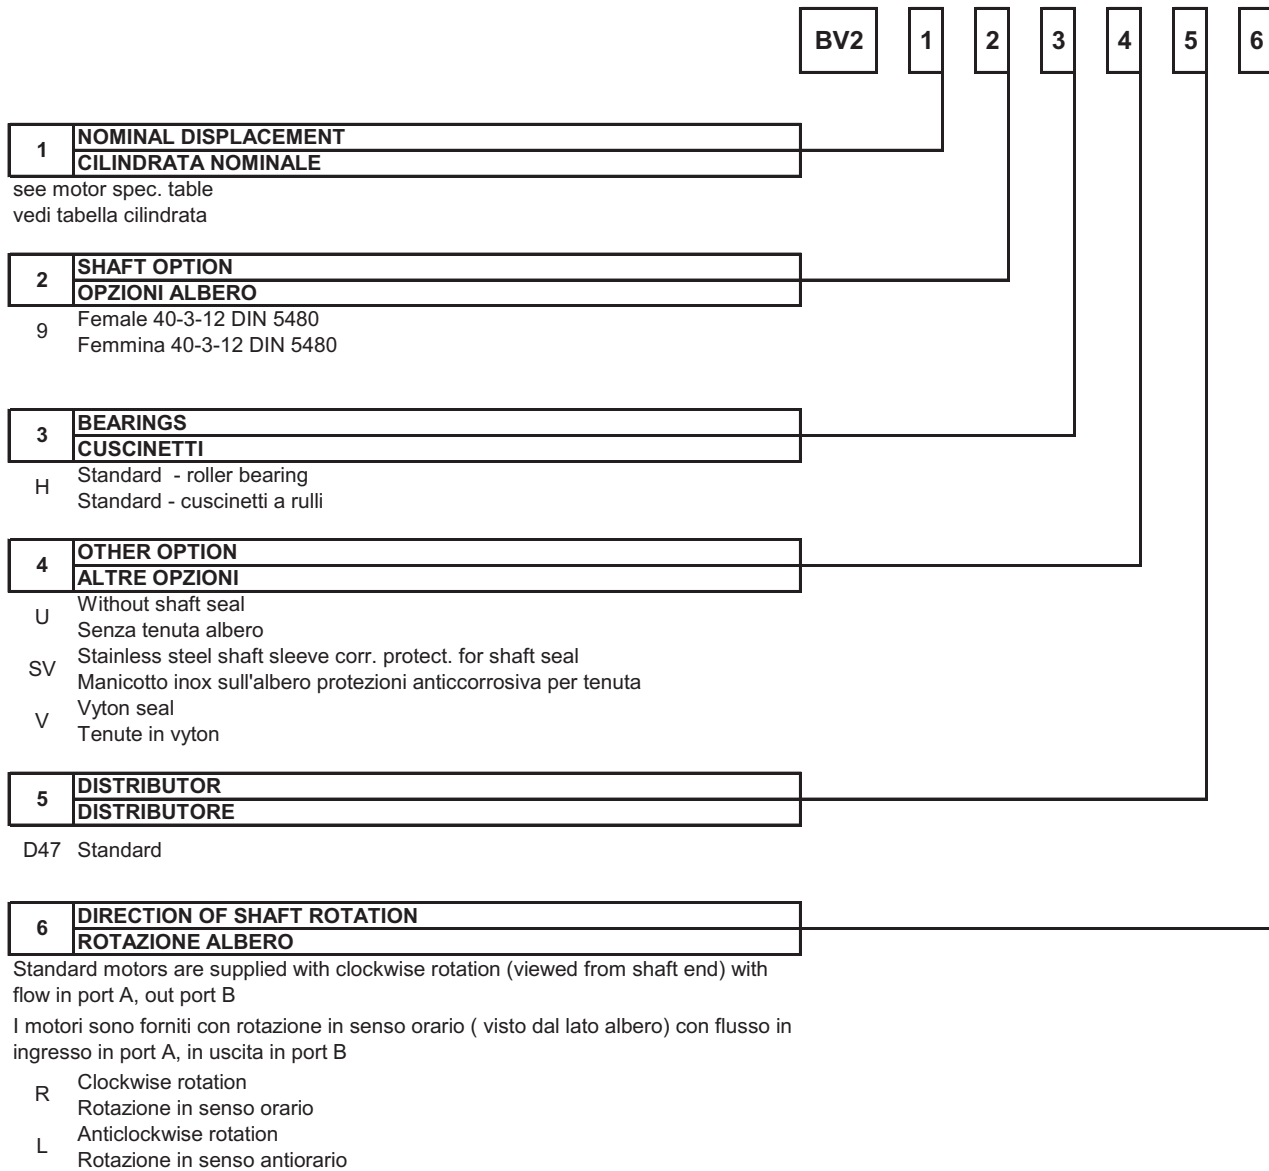 BV2 1 2 3 4 5 6
1 NOMINAL DISPLACEMENT
CILINDRATA NOMINALE
see motor spec. table
vedi tabella cilindrata
2 SHAFT OPTION
OPZIONI ALBERO
9 Female 40-3-12 DIN 5480
Femmina 40-3-12 DIN 5480
3 BEARINGS
CUSCINETTI
H Standard - roller bearing
Standard - cuscinetti a rulli
4 OTHER OPTION
ALTRE OPZIONI
U Without shaft seal
Senza tenuta albero
SV Stainless steel shaft sleeve corr. protect. for shaft seal
Manicotto inox sull'albero protezioni anticcorrosiva per tenuta
V Vyton seal
Tenute in vyton
5 DISTRIBUTOR
DISTRIBUTORE
D47 Standard
6 DIRECTION OF SHAFT ROTATION
ROTAZIONE ALBERO
Standard motors are supplied with clockwise rotation (viewed from shaft end) with
flow in port A, out port B
I motori sono forniti con rotazione in senso orario ( visto dal lato albero) con flusso in
ingresso in port A, in uscita in port B
R Clockwise rotation
Rotazione in senso orario
L Anticlockwise rotation
Rotazione in senso antiorario